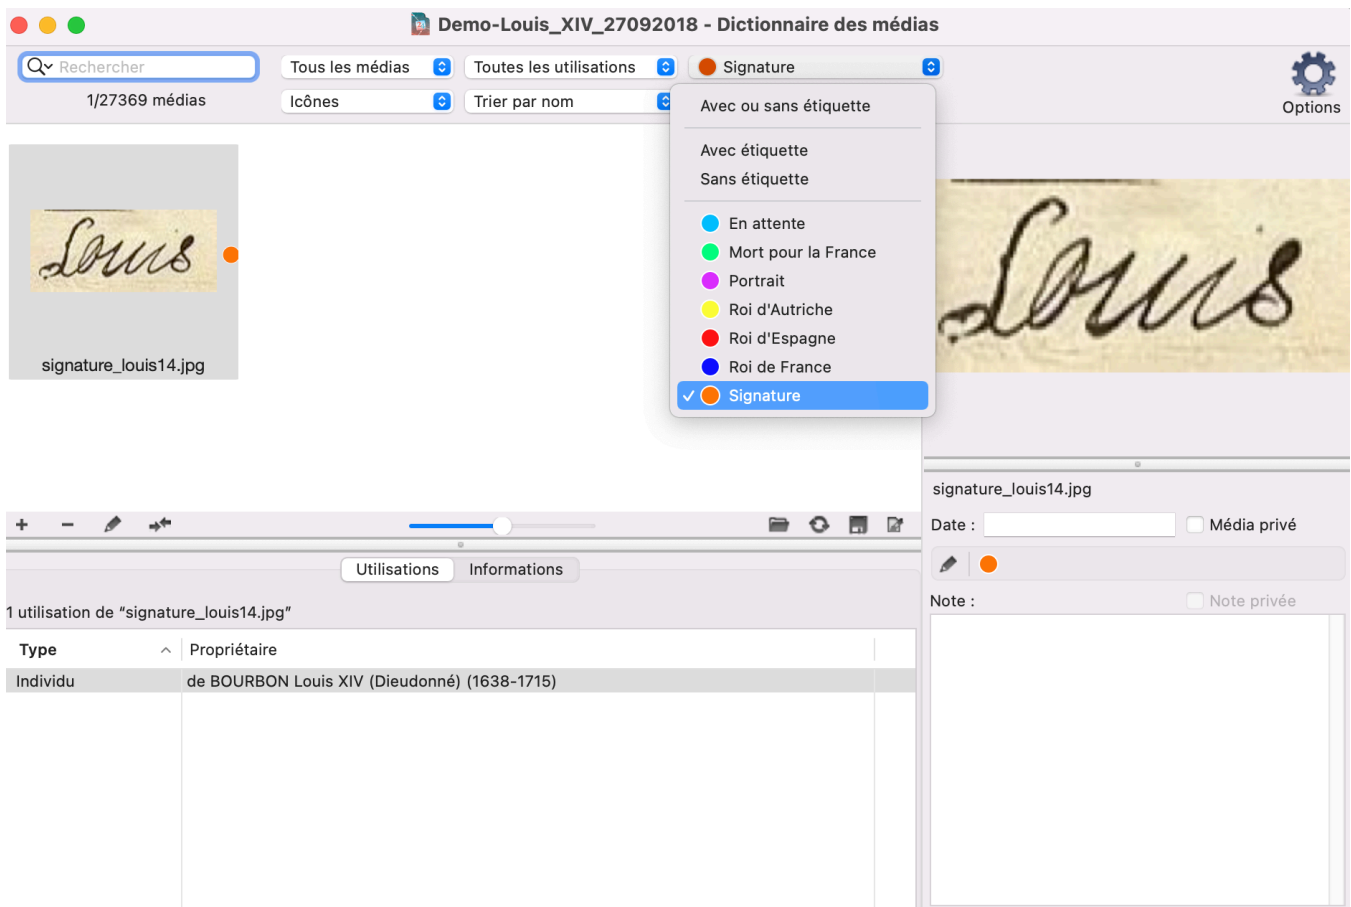 Demo-Louis_XIV_27092018 - Dictionnaire des médias
Rechercher
Tous les médias
Toutes les utilisations
Signature
1/27369 médias
Icônes
Trier par nom
Options
Avec ou sans étiquette
Avec étiquette
Sans étiquette
En attente
Mort pour la France
Portrait
Roi d'Autriche
Roi d'Espagne
Roi de France
Signature
Louis
signature_louis14.jpg
Louis
signature_louis14.jpg
Date :
Média privé
Note :
Note privée
Utilisations
Informations
1 utilisation de “signature_louis14.jpg”
Type
Propriétaire
Individu
de BOURBON Louis XIV (Dieudonné) (1638-1715)